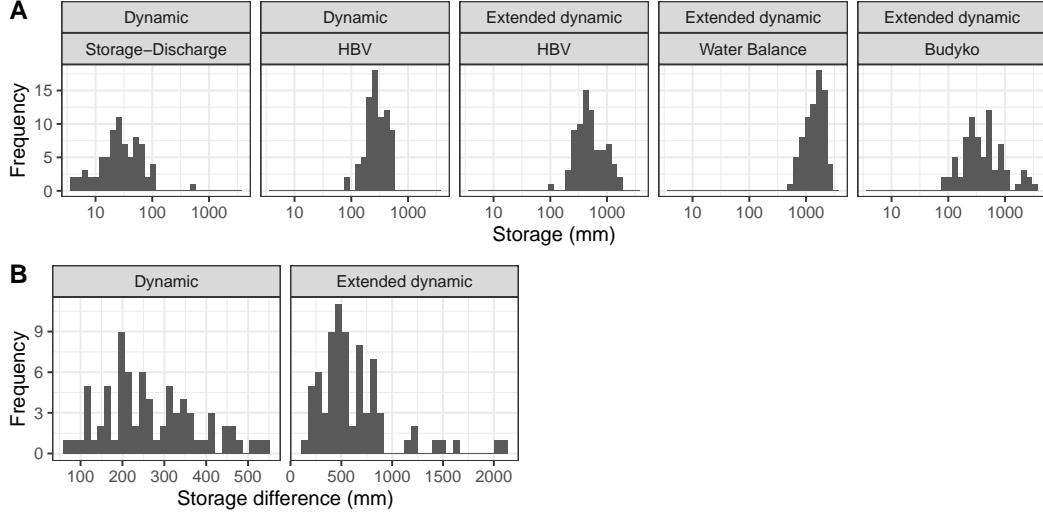 A
Dynamic Dynamic Extended dynamic Extended dynamic Extended dynamic
Storage−Discharge HBV HBV Water Balance Budyko
Frequency
15
10
5
0
10 100 1000 10 100 1000 10 100 1000 10 100 1000 10 100 1000
Storage (mm)
B
Dynamic Extended dynamic
Frequency
9
6
3
0
100 200 300 400 500 0 500 1000 1500 2000
Storage difference (mm)